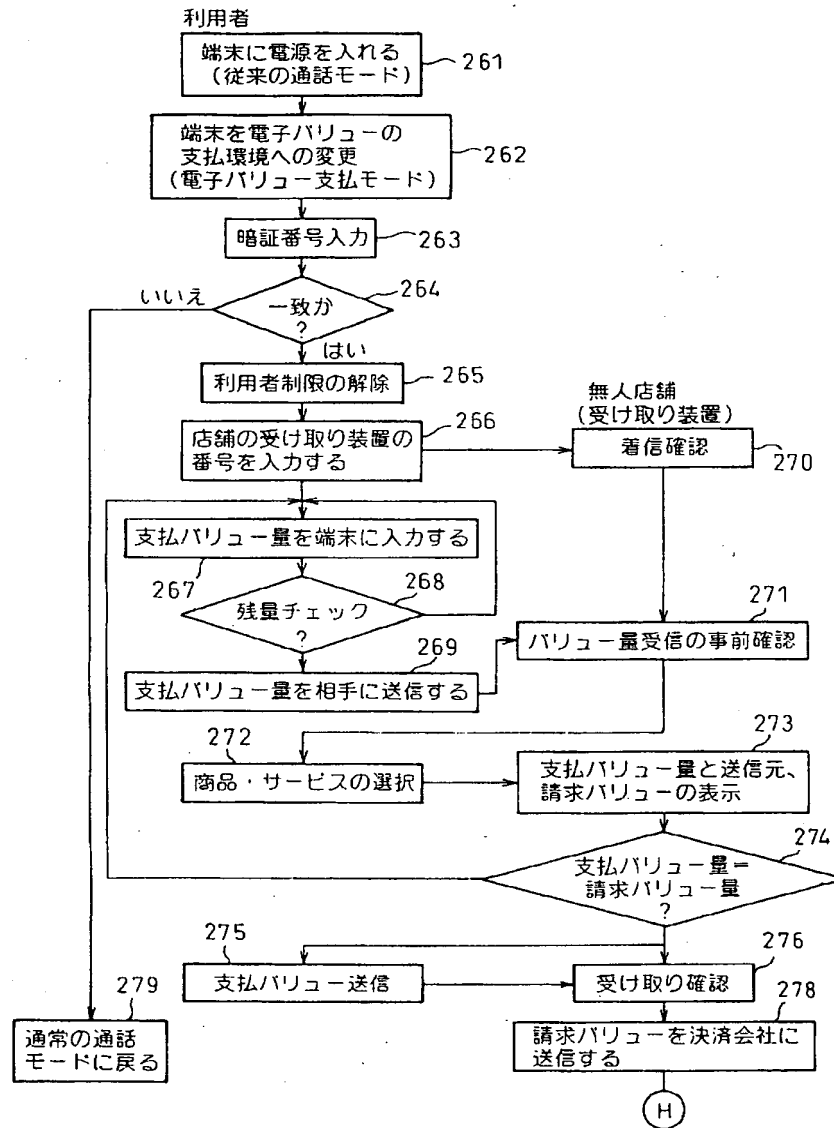 利用者
端末に電源を入れる
(従来の通話モード)
261
端末を電子バリューの
支払環境への変更
(電子バリュー支払モード)
262
暗証番号入力
263
いいえ
一致か
?
264
はい
利用者制限の解除
265
店舗の受け取り装置の
番号を入力する
266
無人店舗
(受け取り装置)
着信確認
270
支払バリュー量を端末に入力する
267
残量チェック
?
268
271
バリュー量受信の事前確認
269
支払バリュー量を相手に送信する
272
商品・サービスの選択
273
支払バリュー量と送信元、
請求バリューの表示
274
支払バリュー量=
請求バリュー量
?
275
支払バリュー送信
276
受け取り確認
278
請求バリューを決済会社に
送信する
279
通常の通話
モードに戻る
H